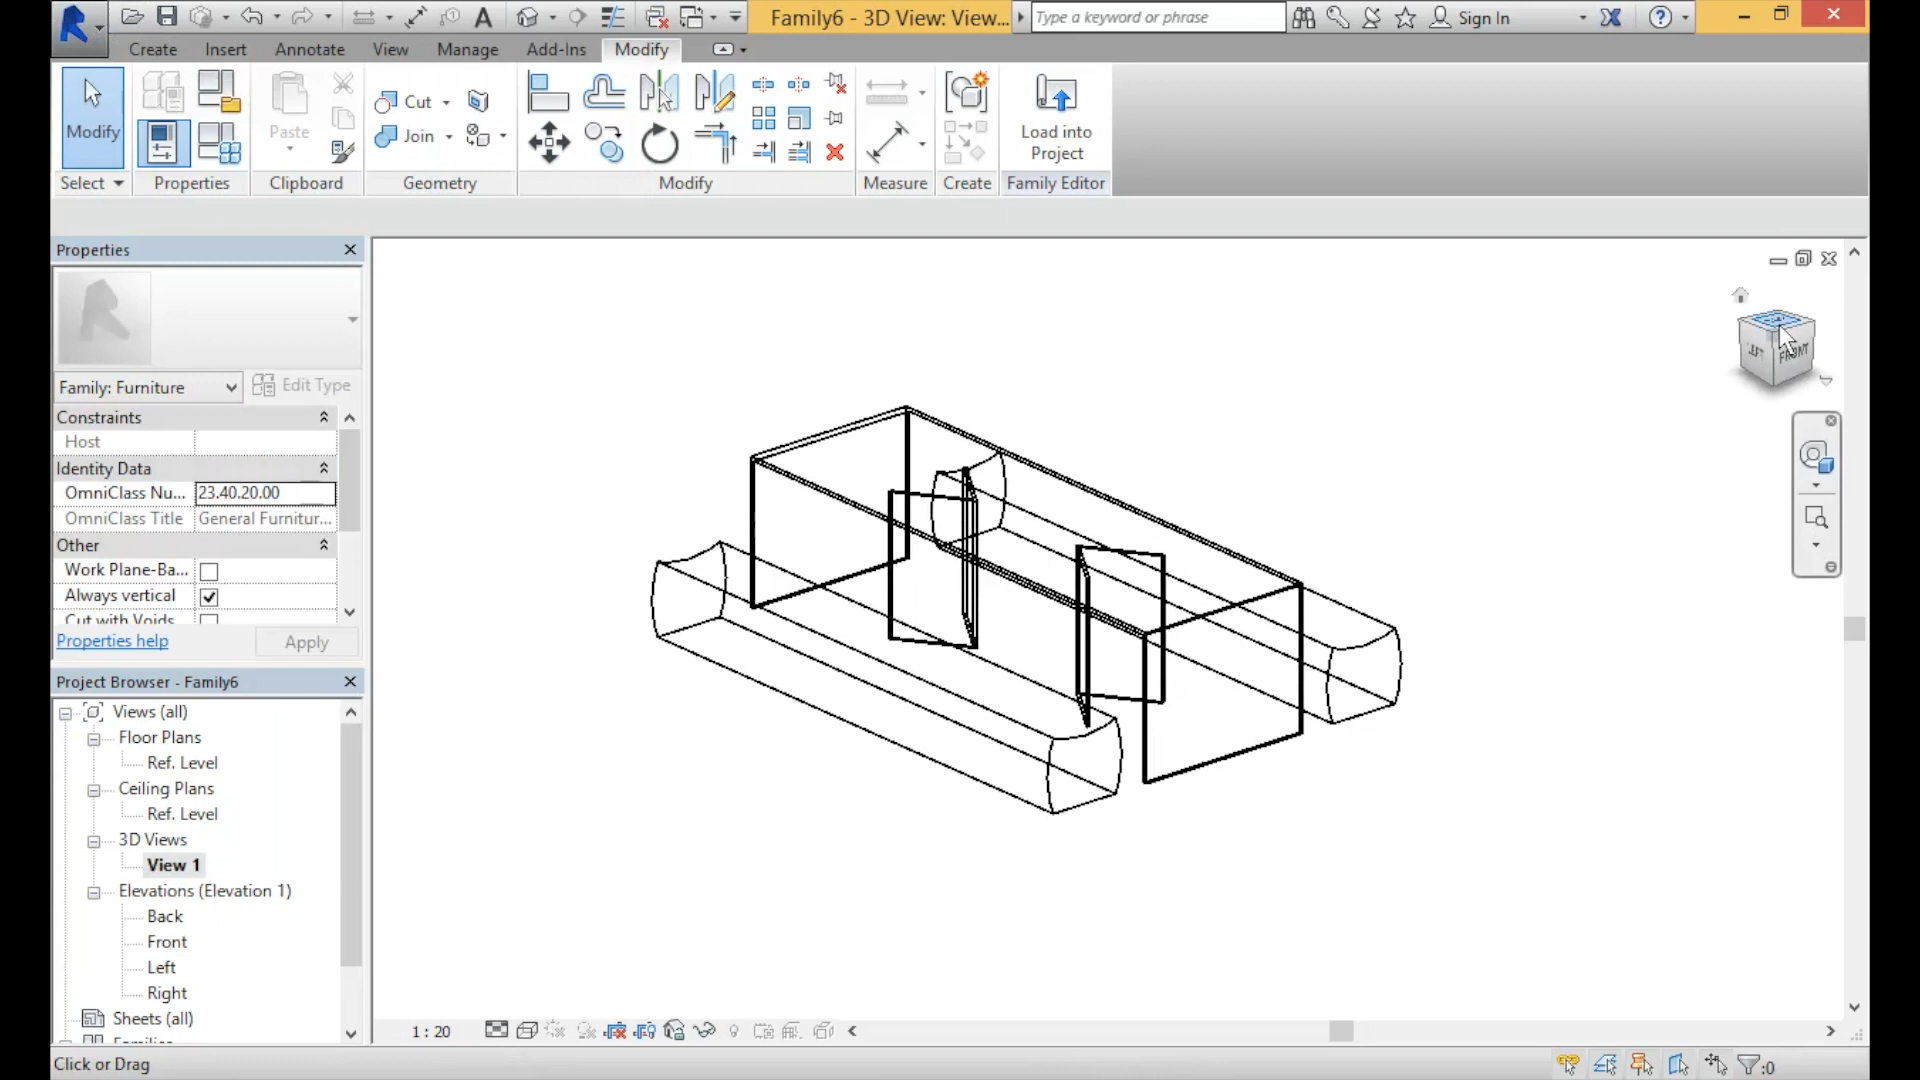 Family6 - 3D View: View...
Type a keyword or phrase
Sign In
Create
Insert
Annotate
View
Manage
Add-Ins
Modify
Modify
Paste
Cut
Join
Load into
Project
Select
Properties
Clipboard
Geometry
Modify
Measure
Create
Family Editor
Properties
Family: Furniture
Edit Type
Constraints
Host
Identity Data
OmniClass Nu... 23.40.20.00
OmniClass Title General Furnitur...
Other
Work Plane-Ba...
Always vertical
Cut with Voids
Properties help
Apply
Project Browser - Family6
Views (all)
Floor Plans
Ref. Level
Ceiling Plans
Ref. Level
3D Views
View 1
Elevations (Elevation 1)
Back
Front
Left
Right
Sheets (all)
Families
LEFT
FRONT
1 : 20
Click or Drag
:0